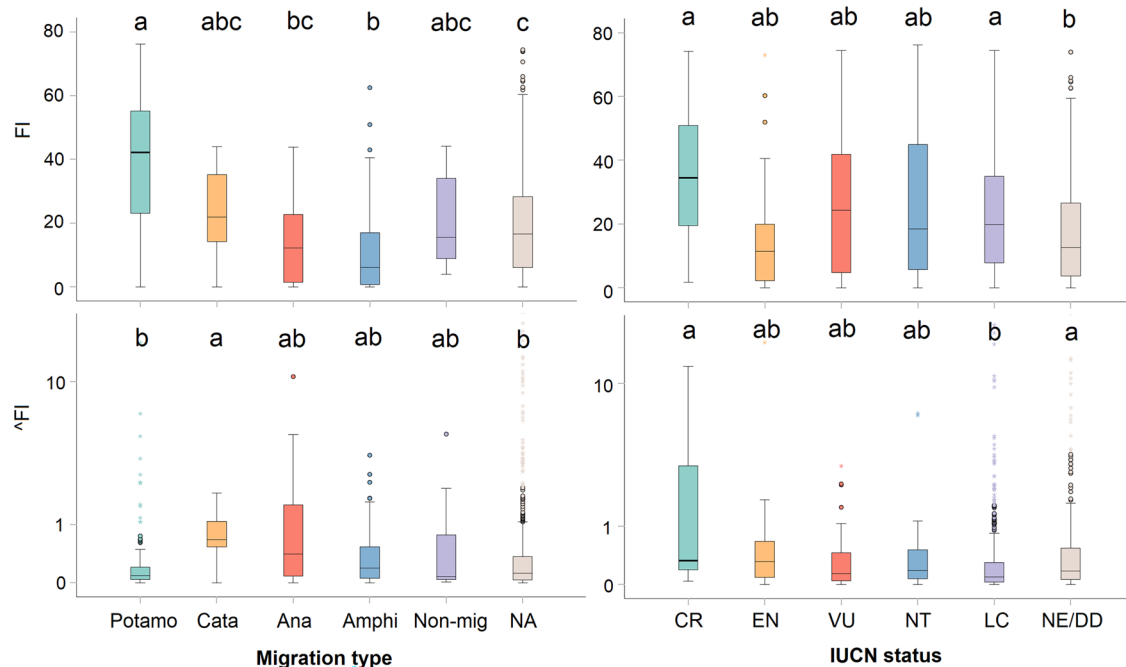 a abc bc b abc c
80
60
40
20
0
FI
a ab ab ab a b
80
60
40
20
0
b a ab ab ab b
10
1
0
^FI
a ab ab ab b a
10
1
0
Potamo Cata Ana Amphi Non-mig NA
Migration type
CR EN VU NT LC NE/DD
IUCN status